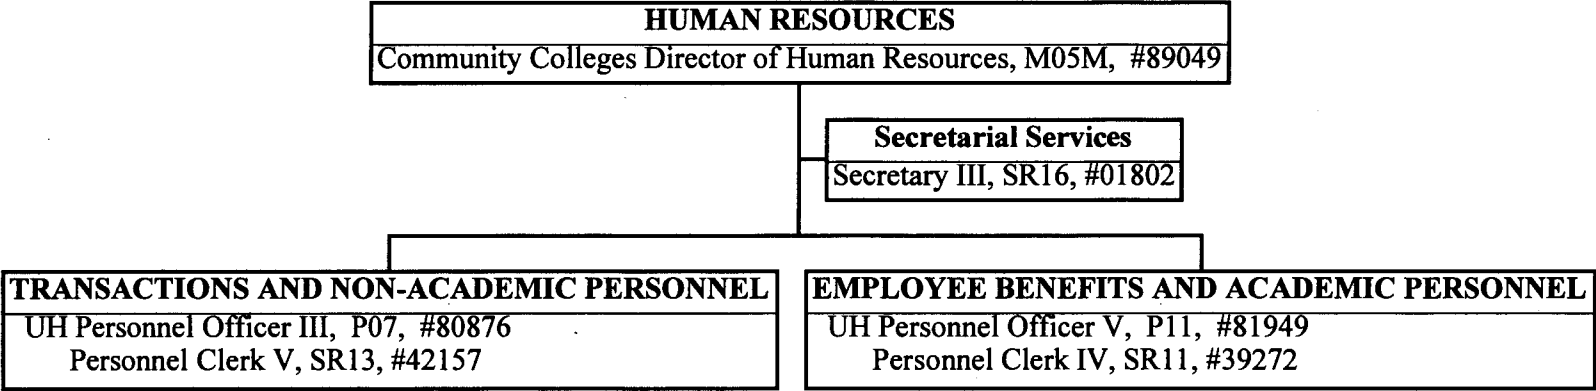 HUMAN RESOURCES
Community Colleges Director of Human Resources, M05M, #89049
Secretarial Services
Secretary III, SR16, #01802
TRANSACTIONS AND NON-ACADEMIC PERSONNEL
UH Personnel Officer III, P07, #80876
Personnel Clerk V, SR13, #42157
EMPLOYEE BENEFITS AND ACADEMIC PERSONNEL
UH Personnel Officer V, P11, #81949
Personnel Clerk IV, SR11, #39272